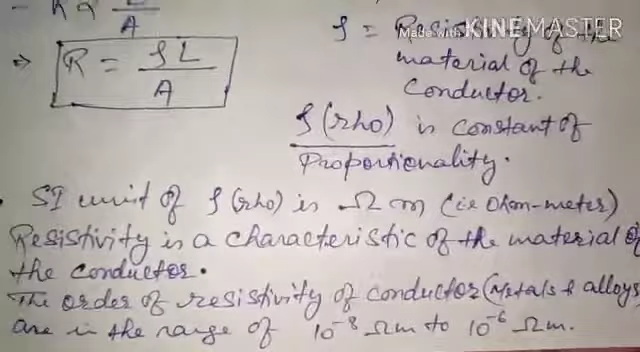 R ∝ L/A
⇒ R = ρL/A
ρ = Resistivity of the
material of the
Conductor.
Made with KINEMASTER
ρ (rho) is constant of
Proportionality.
• SI unit of ρ (rho) is Ω m (ie Ohm-meter)
Resistivity is a characteristic of the material of
the conductor.
The order of resistivity of conductor (Metals & alloys
are in the range of 10⁻⁸ Ωm to 10⁻⁶ Ωm.